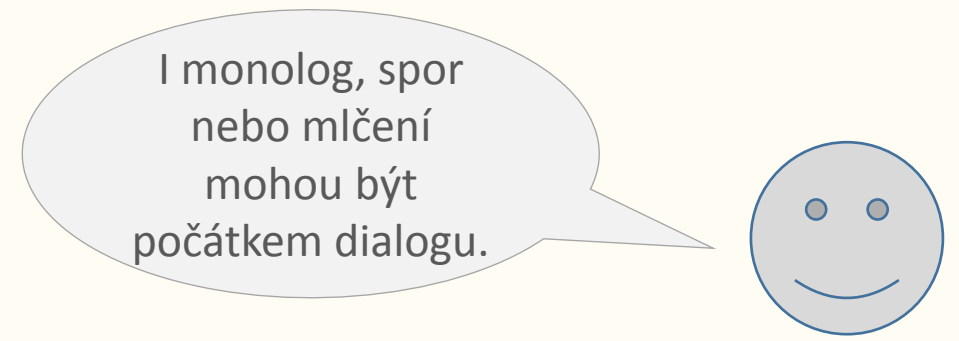 I monolog, spor
nebo mlčení
mohou být
počátkem dialogu.